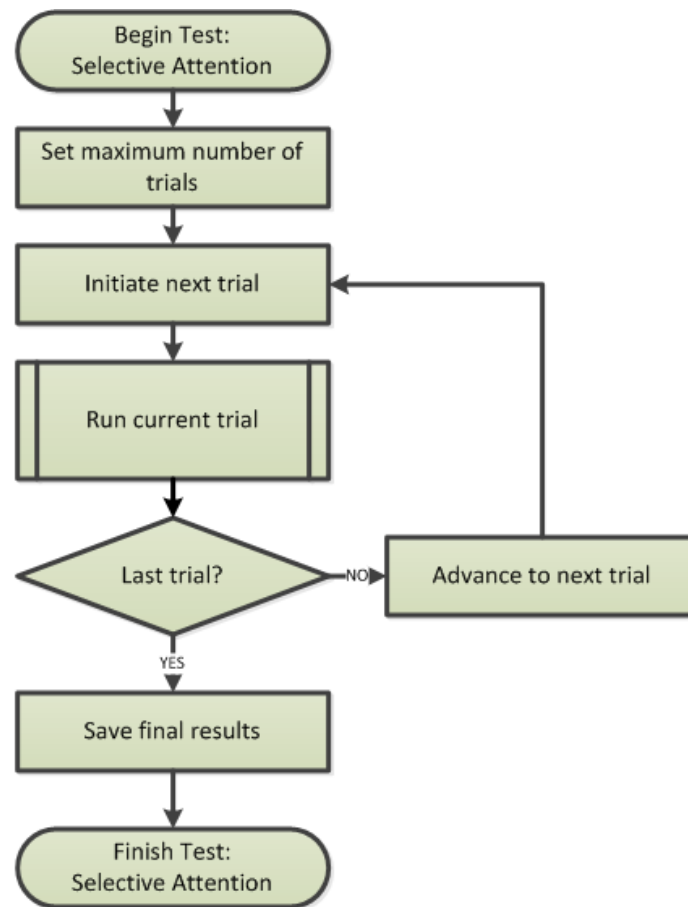 Begin Test:
Selective Attention
Set maximum number of
trials
Initiate next trial
Run current trial
Last trial?
NO
Advance to next trial
YES
Save final results
Finish Test:
Selective Attention